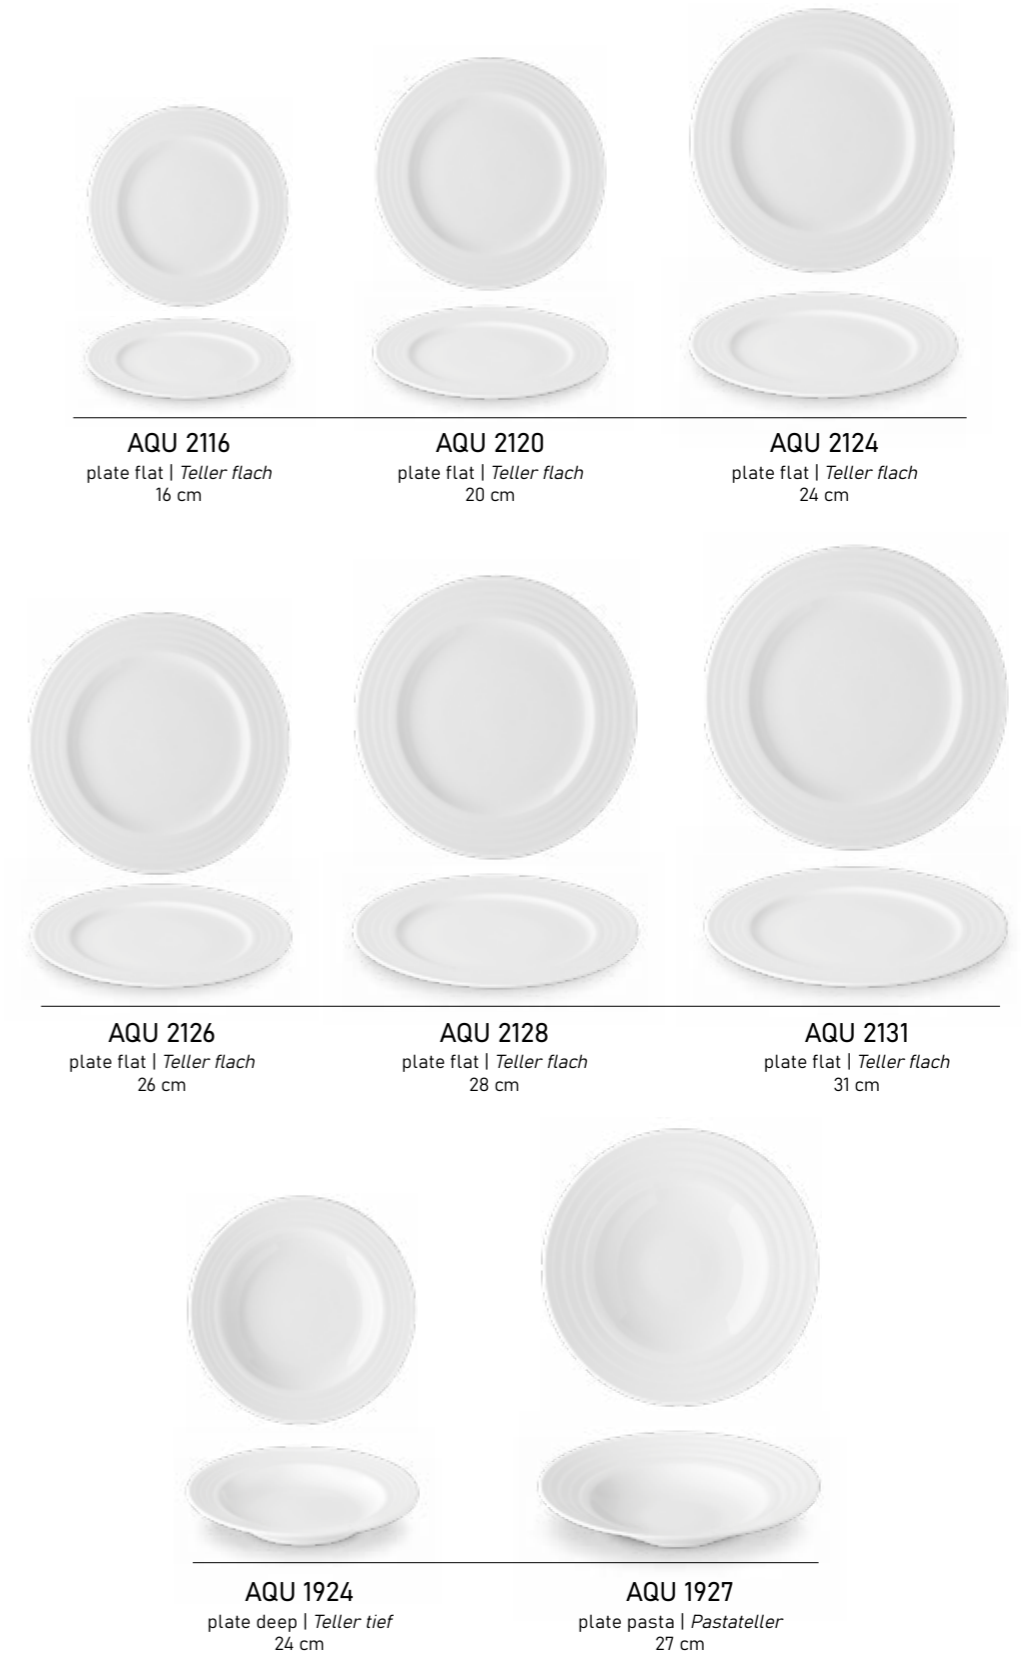 AQU 2116
plate flat | Teller flach
16 cm
AQU 2120
plate flat | Teller flach
20 cm
AQU 2124
plate flat | Teller flach
24 cm
AQU 2126
plate flat | Teller flach
26 cm
AQU 2128
plate flat | Teller flach
28 cm
AQU 2131
plate flat | Teller flach
31 cm
AQU 1924
plate deep | Teller tief
24 cm
AQU 1927
plate pasta | Pastateller
27 cm